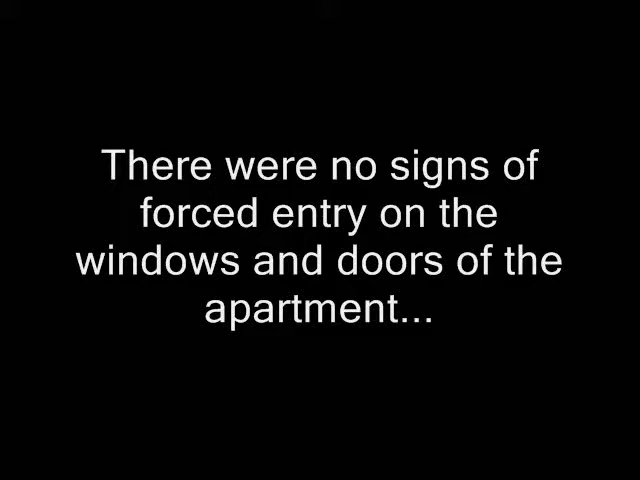 There were no signs of
forced entry on the
windows and doors of the
apartment...